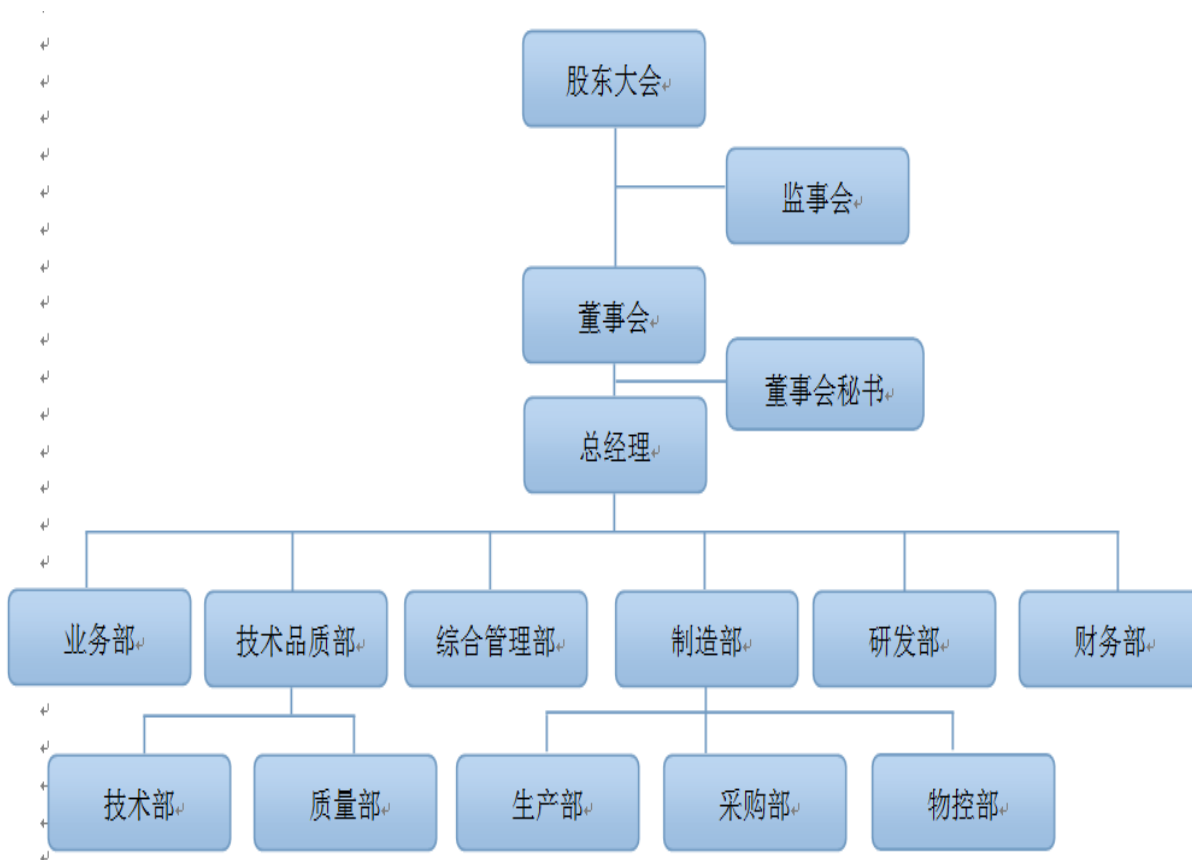 股东大会
监事会
董事会
董事会秘书
总经理
业务部
技术品质部
综合管理部
制造部
研发部
财务部
技术部
质量部
生产部
采购部
物控部